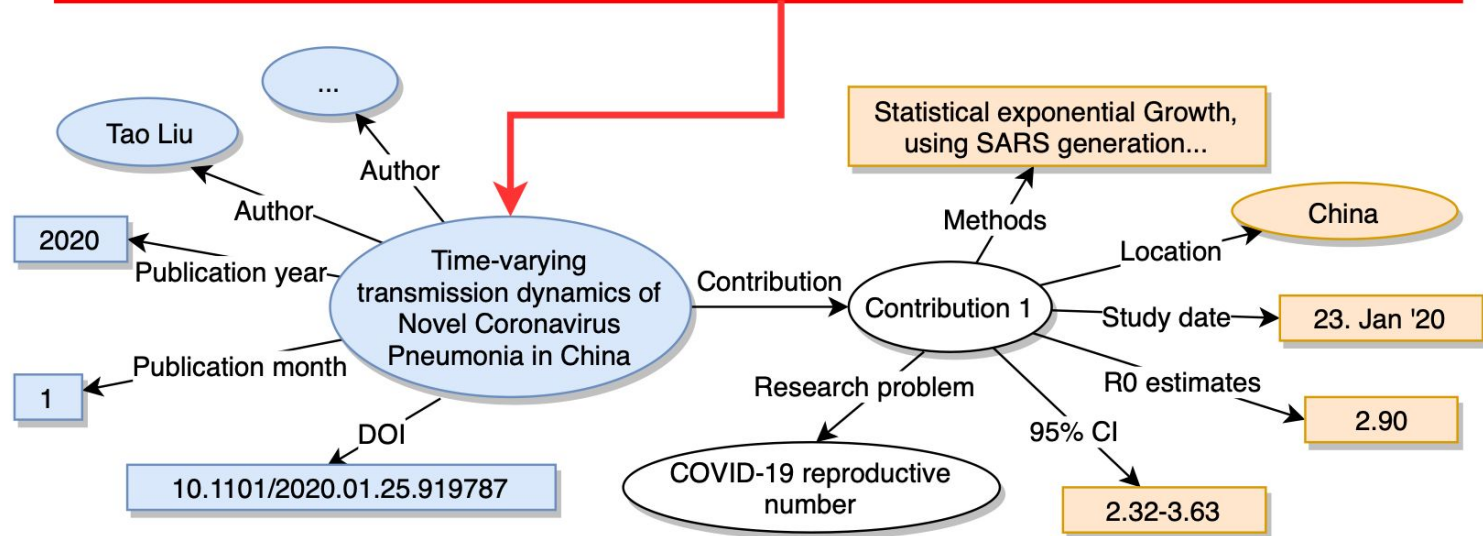 ...
Tao Liu
Author
Author
2020
Publication year
Time-varying
transmission dynamics of
Novel Coronavirus
Pneumonia in China
Publication month
1
DOI
10.1101/2020.01.25.919787
Contribution
Contribution 1
Methods
Statistical exponential Growth,
using SARS generation...
Location
China
Study date
23. Jan '20
R0 estimates
2.90
95% CI
2.32-3.63
Research problem
COVID-19 reproductive
number